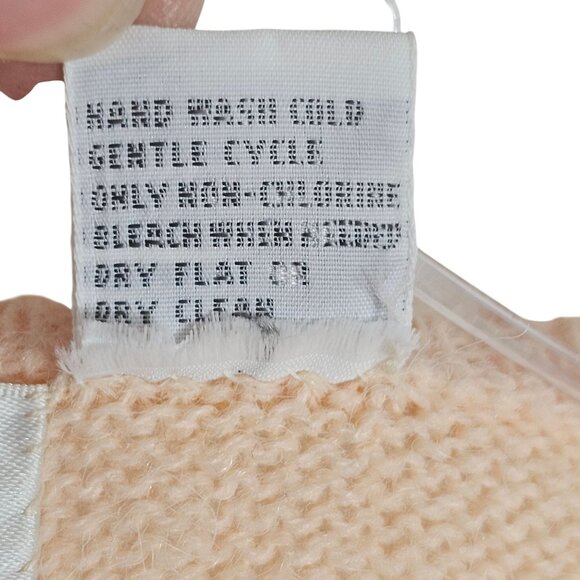 HAND WASH COLD
GENTLE CYCLE
ONLY NON-CHLORINE
BLEACH WHEN NEEDED
DRY FLAT OR
DRY CLEAN